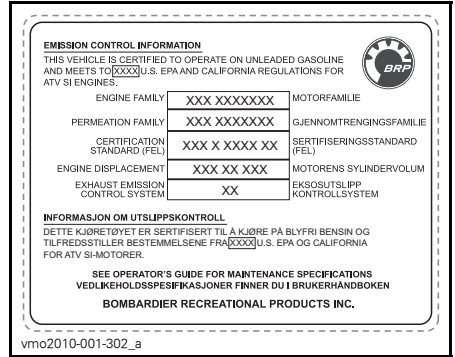 EMISSION CONTROL INFORMATION
THIS VEHICLE IS CERTIFIED TO OPERATE ON UNLEADED GASOLINE
AND MEETS TO XXXX U.S. EPA AND CALIFORNIA REGULATIONS FOR
ATV SI ENGINES.
BRP
ENGINE FAMILY XXX XXXXXXX MOTORFAMILIE
PERMEATION FAMILY XXX XXXXXXX GJENNOMTRENGINGSFAMILIE
CERTIFICATION STANDARD (FEL) XXX X XXXX XX SERTIFISERINGSSTANDARD (FEL)
ENGINE DISPLACEMENT XXX XX XXX MOTORENS SYLINDERVOLUM
EXHAUST EMISSION CONTROL SYSTEM XX EKSOSUTSLIPP KONTROLLSYSTEM
INFORMASJON OM UTSLIPPSKONTROLL
DETTE KJØRETØYET ER SERTIFISERT TIL Å KJØRE PÅ BLYFRI BENSIN OG
TILFREDSSTILLER BESTEMMELSENE FRA XXXX U.S. EPA OG CALIFORNIA
FOR ATV SI-MOTORER.
SEE OPERATOR'S GUIDE FOR MAINTENANCE SPECIFICATIONS
VEDLIKEHOLDSSPESIFIKASJONER FINNER DU I BRUKERHÅNDBOKEN
BOMBARDIER RECREATIONAL PRODUCTS INC.
vmo2010-001-302_a